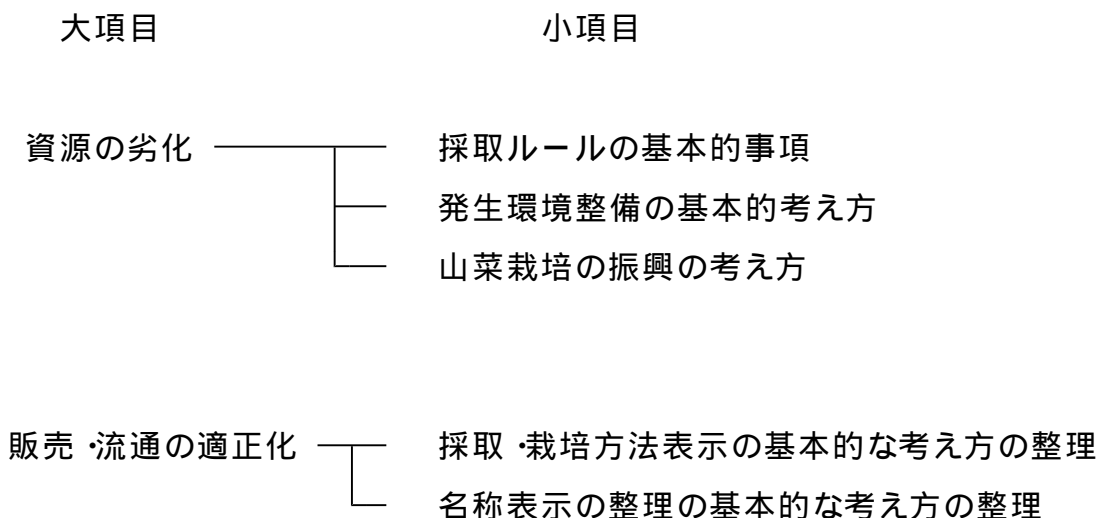 大項目 小項目
資源の劣化 採取ルールの基本的事項
発生環境整備の基本的考え方
山菜栽培の振興の考え方
販売・流通の適正化 採取・栽培方法表示の基本的な考え方の整理
名称表示の整理の基本的な考え方の整理